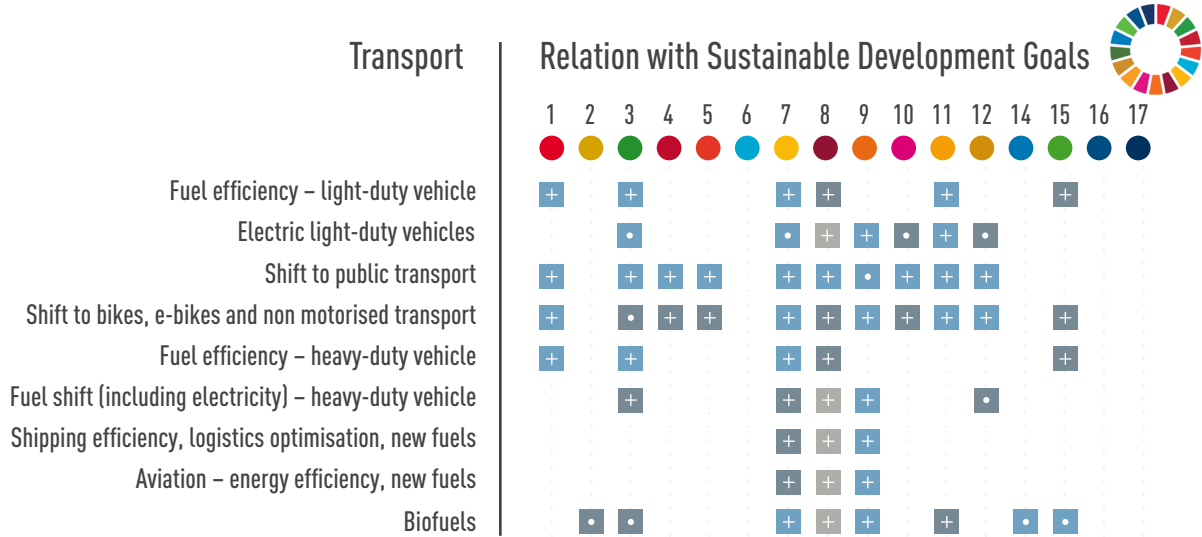 Transport Relation with Sustainable Development Goals
1 2 3 4 5 6 7 8 9 10 11 12 14 15 16 17
Fuel efficiency – light-duty vehicle + + + + + +
Electric light-duty vehicles • • + + • + •
Shift to public transport + + + + + + • + + +
Shift to bikes, e-bikes and non motorised transport + • + + + + + + + + +
Fuel efficiency – heavy-duty vehicle + + + + +
Fuel shift (including electricity) – heavy-duty vehicle + + + + •
Shipping efficiency, logistics optimisation, new fuels + + +
Aviation – energy efficiency, new fuels + + +
Biofuels • • + + + + • •